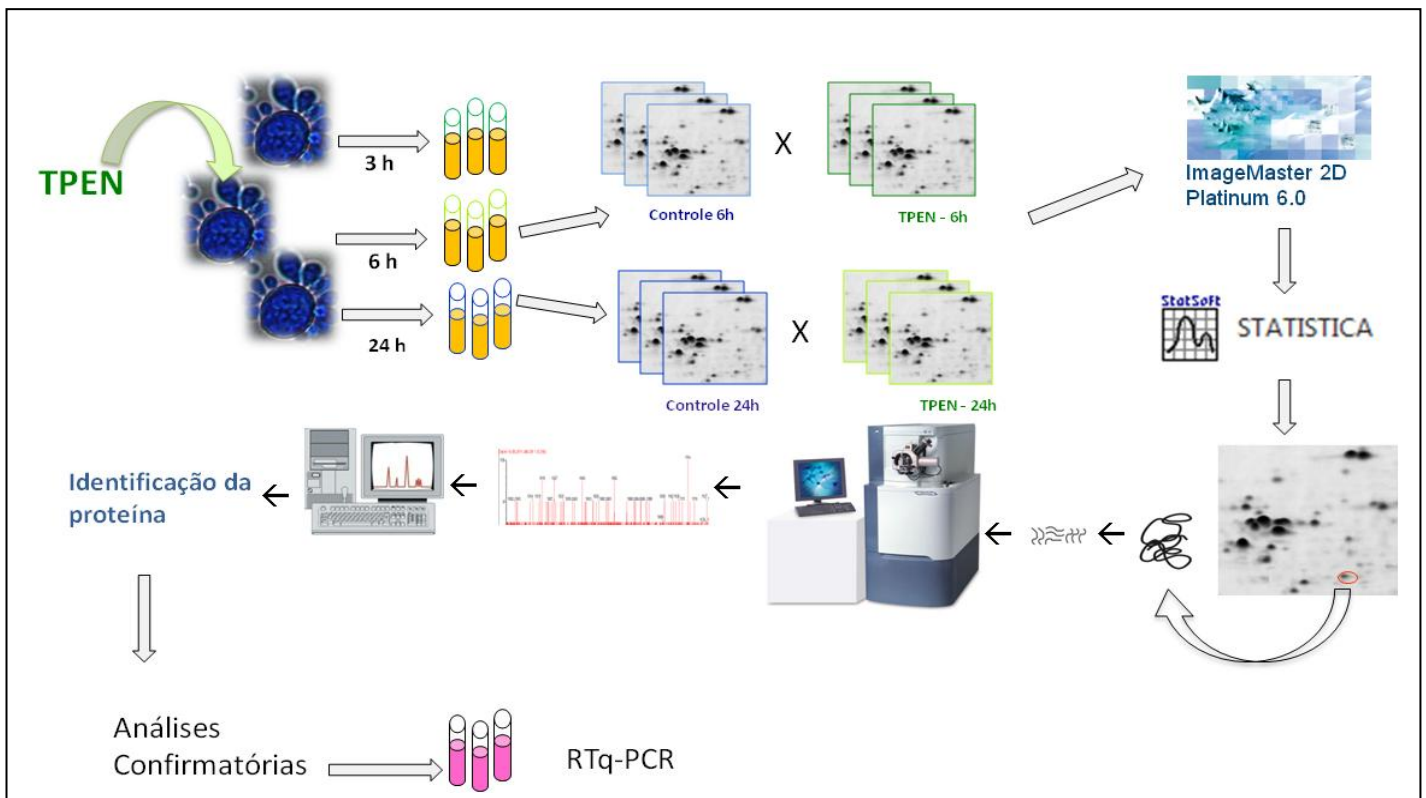 TPEN
3 h
6 h
24 h
Controle 6h
X
TPEN - 6h
Controle 24h
X
TPEN - 24h
ImageMaster 2D
Platinum 6.0
StatSoft
STATISTICA
Identificação da
proteína
Análises
Confirmatórias
RTq-PCR